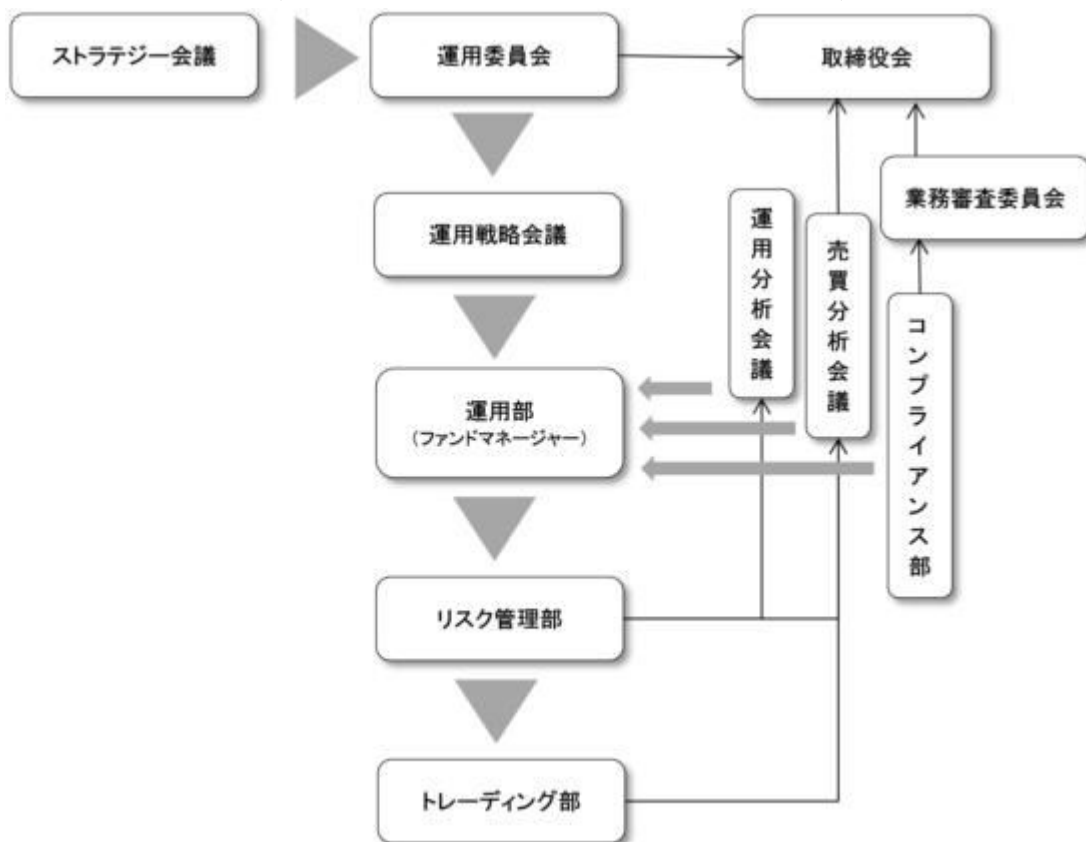 ストラテジー会議
運用委員会
取締役会
業務審査委員会
運用戦略会議
運用分析会議
売買分析会議
コンプライアンス部
運用部
(ファンドマネージャー)
リスク管理部
トレーディング部